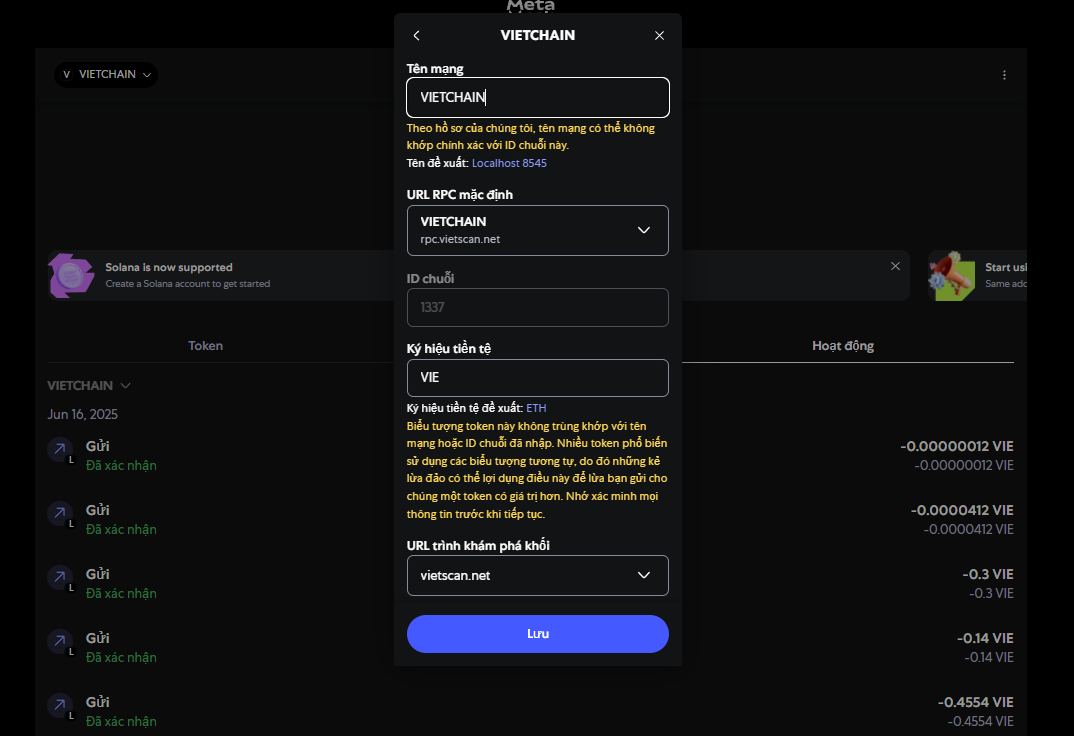 Meta
VIETCHAIN
V VIETCHAIN
Tên mạng
VIETCHAIN
Theo hồ sơ của chúng tôi, tên mạng có thể không
khớp chính xác với ID chuỗi này.
Tên đề xuất: Localhost 8545
URL RPC mặc định
VIETCHAIN
rpc.vietscan.net
Solana is now supported
Create a Solana account to get started
Start usi
Same add
ID chuỗi
1337
Token
Hoạt động
Ký hiệu tiền tệ
VIE
Ký hiệu tiền tệ đề xuất: ETH
Biểu tượng token này không trùng khớp với tên
mạng hoặc ID chuỗi đã nhập. Nhiều token phổ biến
sử dụng các biểu tượng tương tự, do đó những kẻ
lừa đảo có thể lợi dụng điều này để lừa bạn gửi cho
chúng một token có giá trị hơn. Nhớ xác minh mọi
thông tin trước khi tiếp tục.
URL trình khám phá khối
vietscan.net
Lưu
VIETCHAIN
Jun 16, 2025
L
Gửi
Đã xác nhận
-0.00000012 VIE
-0.00000012 VIE
L
Gửi
Đã xác nhận
-0.0000412 VIE
-0.0000412 VIE
L
Gửi
Đã xác nhận
-0.3 VIE
-0.3 VIE
L
Gửi
Đã xác nhận
-0.14 VIE
-0.14 VIE
L
Gửi
Đã xác nhận
-0.4554 VIE
-0.4554 VIE